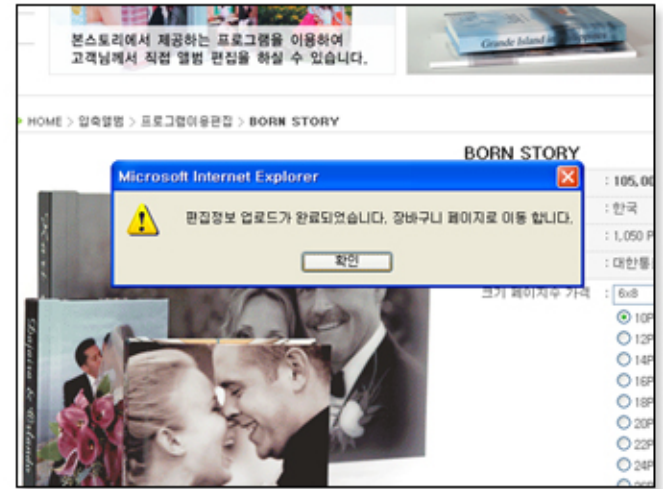 본스토리에서 제공하는 프로그램을 이용하여
고객님께서 직접 앨범 편집을 하실 수 있습니다.
Grande Island in
HOME > 압축앨범 > 프로그램이용편집 > BORN STORY
BORN STORY
Microsoft Internet Explorer
: 105,00
편집정보 업로드가 완료되었습니다. 장바구니 페이지로 이동 합니다.
: 한국
: 1,050 P
확인
: 대한통
크기 페이지수 가격 : 6x8
10P
12P
14P
16P
18P
20P
22P
24P
26P